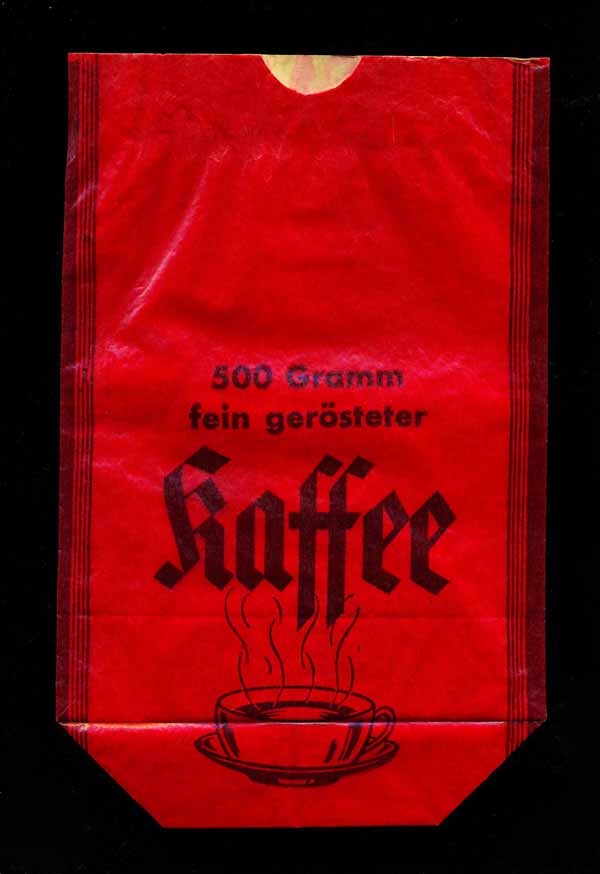 500 Gramm
fein gerösteter
Kaffee